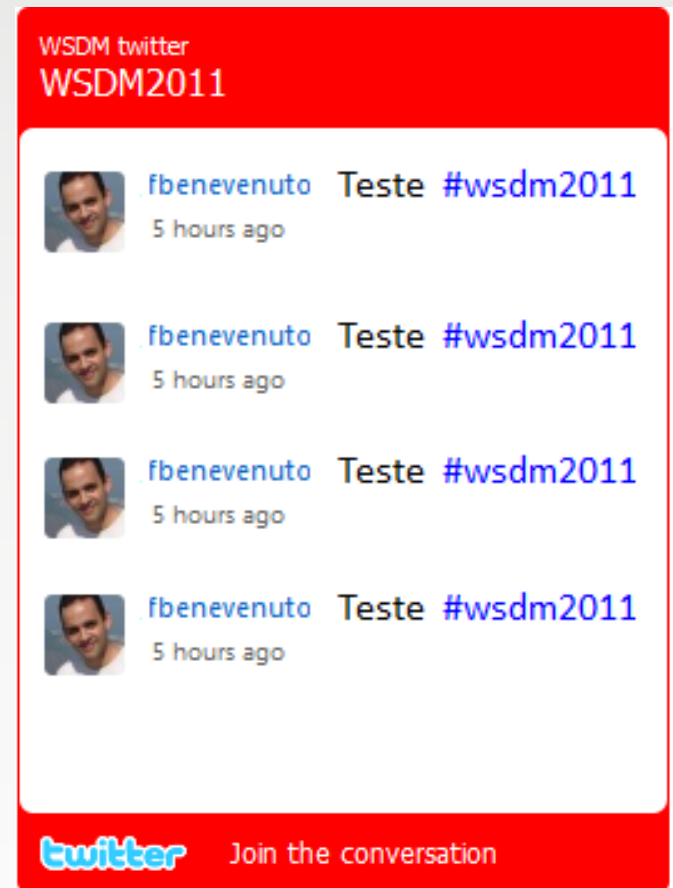 WSDM twitter
WSDM2011
fbenevenuto Teste #wsdm2011
5 hours ago
fbenevenuto Teste #wsdm2011
5 hours ago
fbenevenuto Teste #wsdm2011
5 hours ago
fbenevenuto Teste #wsdm2011
5 hours ago
twitter Join the conversation